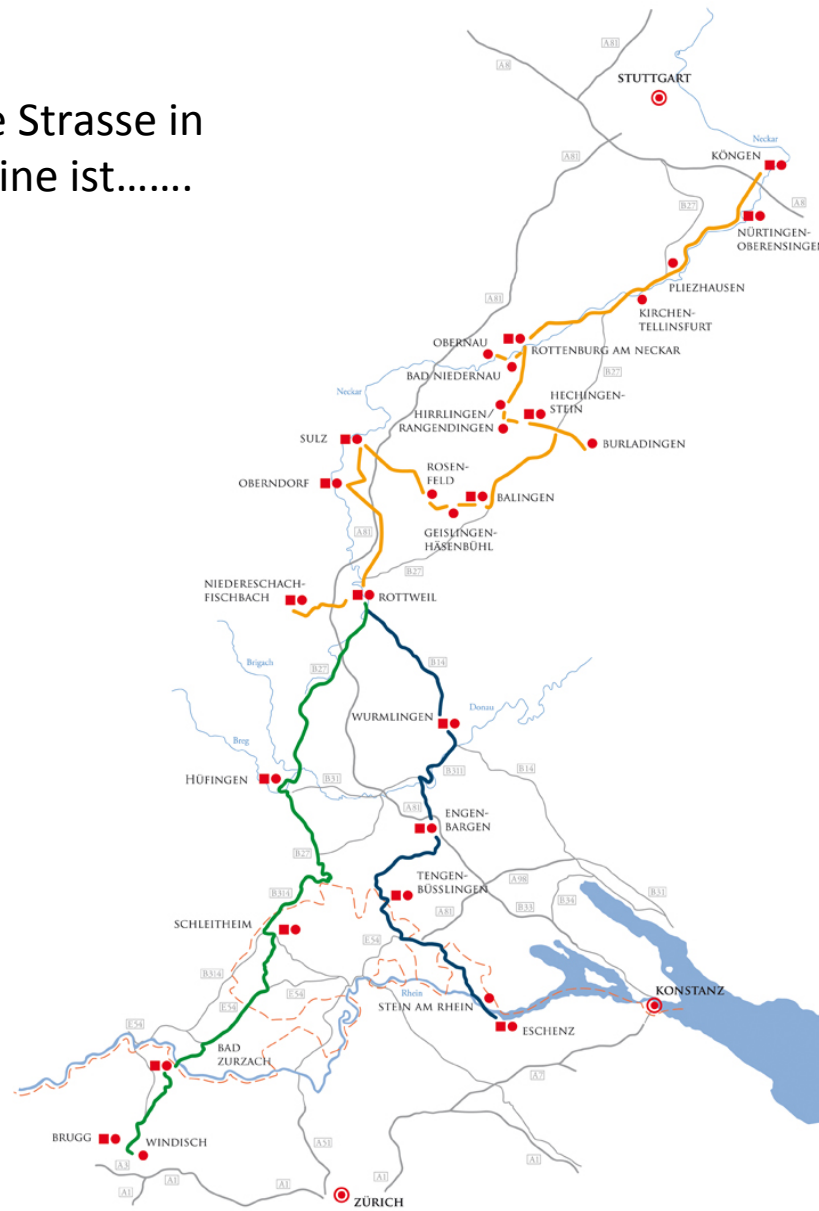 e Strasse in
ine ist.......
A81
A8
STUTTGART
Neckar
A81
KÖNGEN
B27
A8
NÜRTINGEN-
OBERENSINGEN
PLIEZHAUSEN
A81
KIRCHEN-
TELLINSFURT
OBERNAU
ROTTENBURG AM NECKAR
BAD NIEDERNAU
B27
Neckar
HECHINGEN-
STEIN
HIRRLINGEN/
RANGENDINGEN
SULZ
BURLADINGEN
ROSEN-
FELD
OBERNDORF
BALINGEN
GEISLINGEN-
HÄSENBÜHL
A81
B27
NIEDERESCHACH-
FISCHBACH
ROTTWEIL
Brigach
B27
B14
Donau
WURMLINGEN
Breg
HÜFINGEN
B31
B311
B14
A81
ENGEN-
BARGEN
B27
TENGEN-
BÜSSLINGEN
A98
B314
B31
B34
B33
A81
SCHLEITHEIM
E54
B314
E54
E54
Rhein
KONSTANZ
STEIN AM RHEIN
ESCHENZ
E54
BAD
ZURZACH
A7
BRUGG
WINDISCH
A51
A3
A1
A1
A1
A1
A1
A1
ZÜRICH